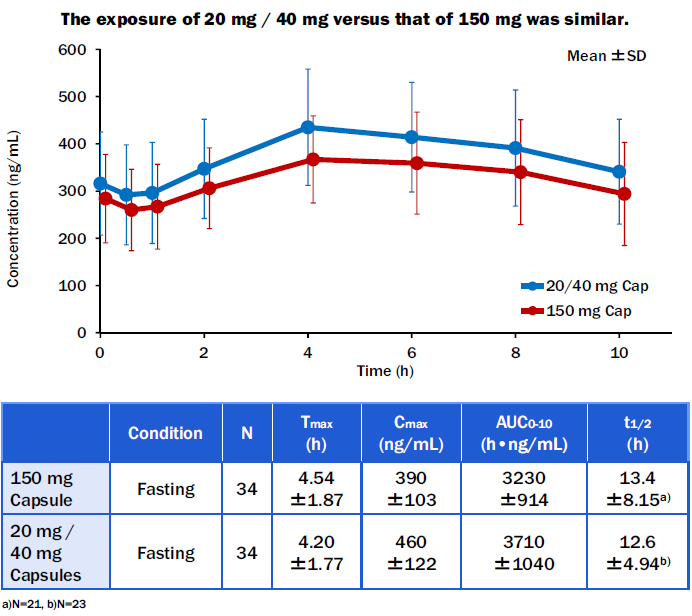 The exposure of 20 mg / 40 mg versus that of 150 mg was similar.
Mean ±SD
Concentration (ng/mL)
600
500
400
300
200
100
0
0 2 4 6 8 10
Time (h)
20/40 mg Cap
150 mg Cap
Condition N Tmax (h) Cmax (ng/mL) AUC0-10 (h•ng/mL) t1/2 (h)
150 mg Capsule Fasting 34 4.54 ±1.87 390 ±103 3230 ±914 13.4 ±8.15a)
20 mg / 40 mg Capsules Fasting 34 4.20 ±1.77 460 ±122 3710 ±1040 12.6 ±4.94b)
a)N=21, b)N=23